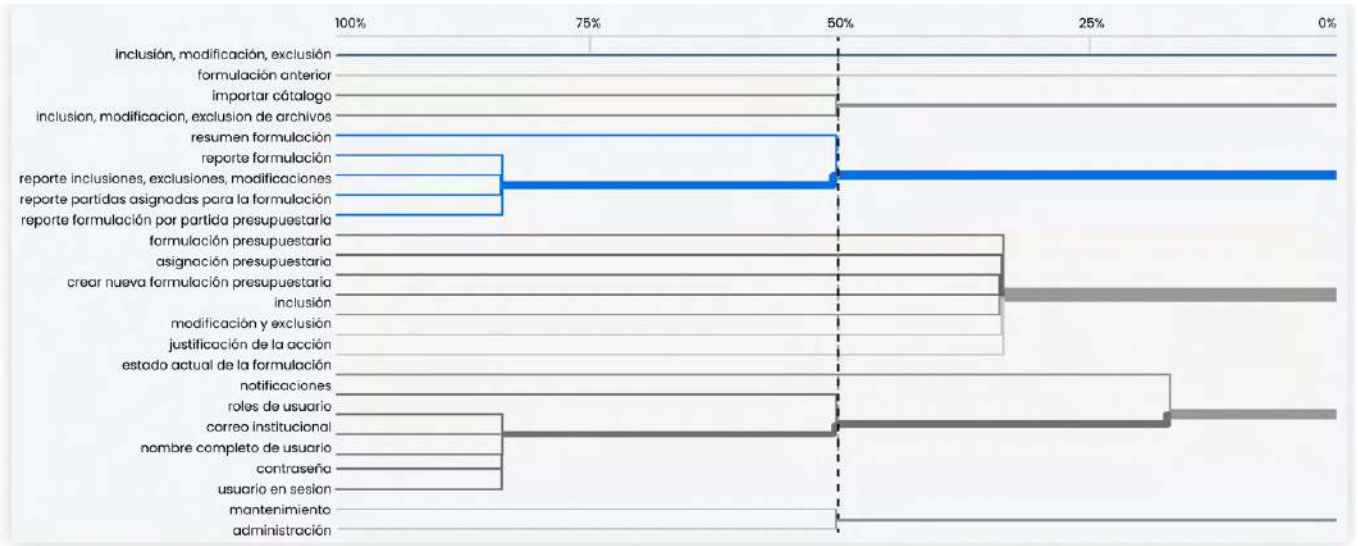 100% 75% 50% 25% 0%
inclusión, modificación, exclusión
formulación anterior
importar cátalogo
inclusion, modificacion, exclusion de archivos
resumen formulación
reporte formulación
reporte inclusiones, exclusiones, modificaciones
reporte partidas asignadas para la formulación
reporte formulación por partida presupuestaria
formulación presupuestaria
asignación presupuestaria
crear nueva formulación presupuestaria
inclusión
modificación y exclusión
justificación de la acción
estado actual de la formulación
notificaciones
roles de usuario
correo institucional
nombre completo de usuario
contraseña
usuario en sesion
mantenimiento
administración